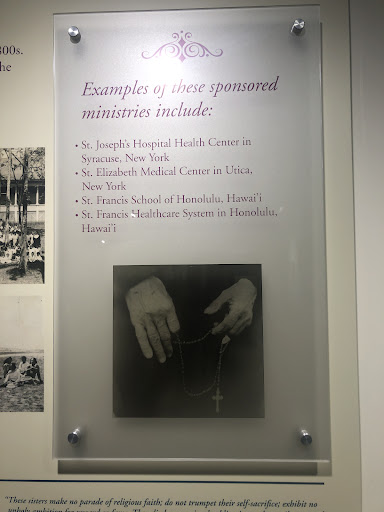 800s.
the
Examples of these sponsored
ministries include:
• St. Joseph's Hospital Health Center in
Syracuse, New York
• St. Elizabeth Medical Center in Utica,
New York
• St. Francis School of Honolulu, Hawai'i
• St. Francis Healthcare System in Honolulu,
Hawai'i
"These sisters make no parade of religious faith; do not trumpet their self-sacrifice; exhibit no